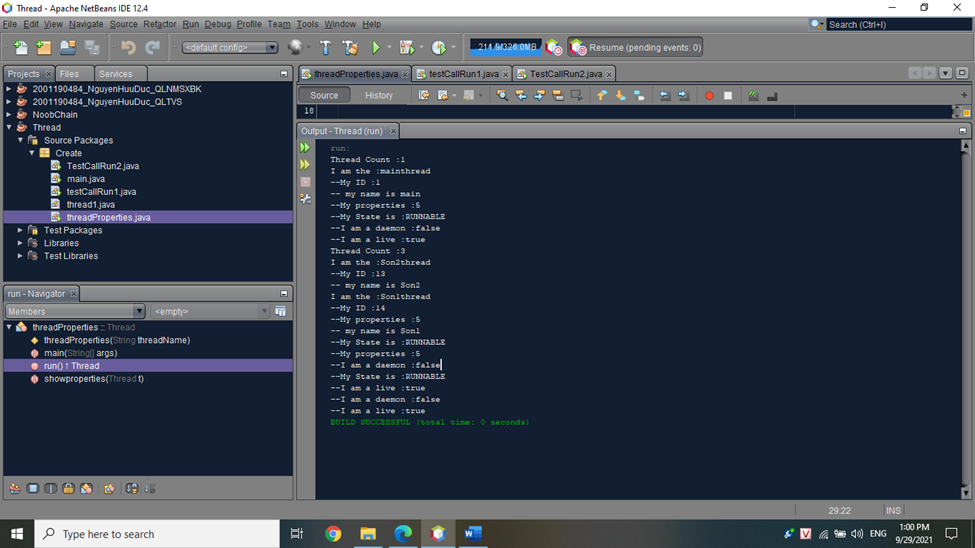 Thread - Apache NetBeans IDE 12.4
File Edit View Navigate Source Refactor Run Debug Profile Team Tools Window Help
Search (Ctrl+I)
<default config>
211.9/326.0MB
Resume (pending events: 0)
Projects
Files
Services
2001190484_NguyenHuuDuc_QLNMSXBK
2001190484_NguyenHuuDuc_QLTVS
NoobChain
Thread
Source Packages
Create
TestCallRun2.java
main.java
testCallRun1.java
thread1.java
threadProperties.java
Test Packages
Libraries
Test Libraries
run - Navigator
Members
<empty>
threadProperties :: Thread
threadProperties(String threadName)
main(String[] args)
run() ↑ Thread
showproperties(Thread t)
threadProperties.java
testCallRun1.java
TestCallRun2.java
Source
History
18
Output - Thread (run)
run:
Thread Count :1
I am the :mainthread
--My ID :1
-- my name is main
--My properties :5
--My State is :RUNNABLE
--I am a daemon :false
--I am a live :true
Thread Count :3
I am the :Son2thread
--My ID :13
-- my name is Son2
I am the :Son1thread
--My ID :14
--My properties :5
-- my name is Son1
--My State is :RUNNABLE
--My properties :5
--I am a daemon :false
--My State is :RUNNABLE
--I am a live :true
--I am a daemon :false
--I am a live :true
BUILD SUCCESSFUL (total time: 0 seconds)
29:22
INS
Type here to search
V
ENG
1:00 PM
9/29/2021